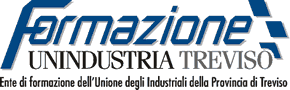 Formazione
UNINDUSTRIA TREVISO
Ente di formazione dell'Unione degli Industriali della Provincia di Treviso